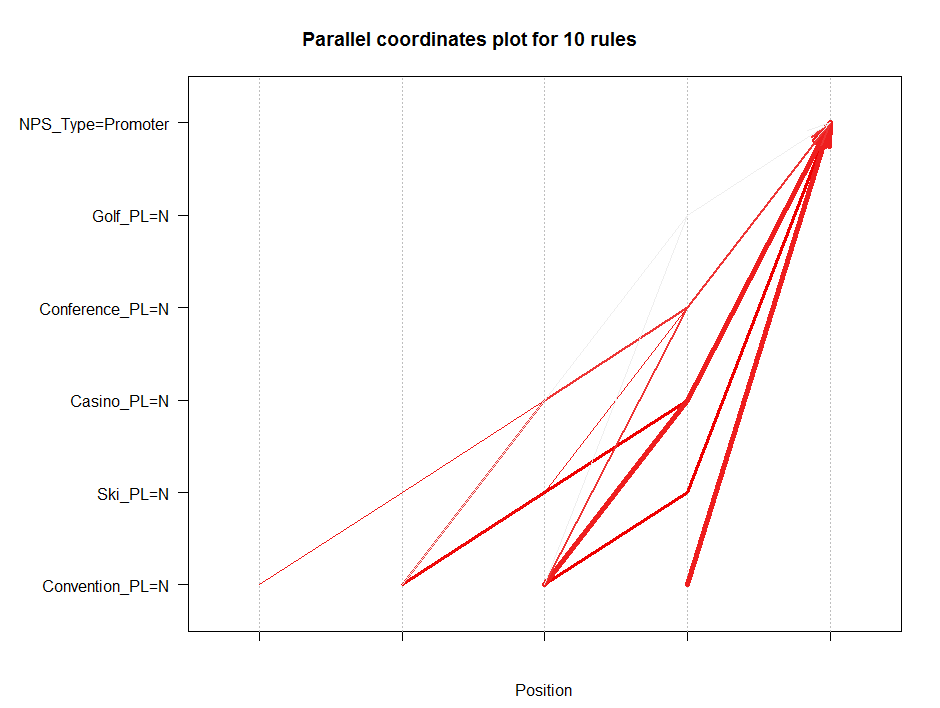 Parallel coordinates plot for 10 rules
NPS_Type=Promoter
Golf_PL=N
Conference_PL=N
Casino_PL=N
Ski_PL=N
Convention_PL=N
Position